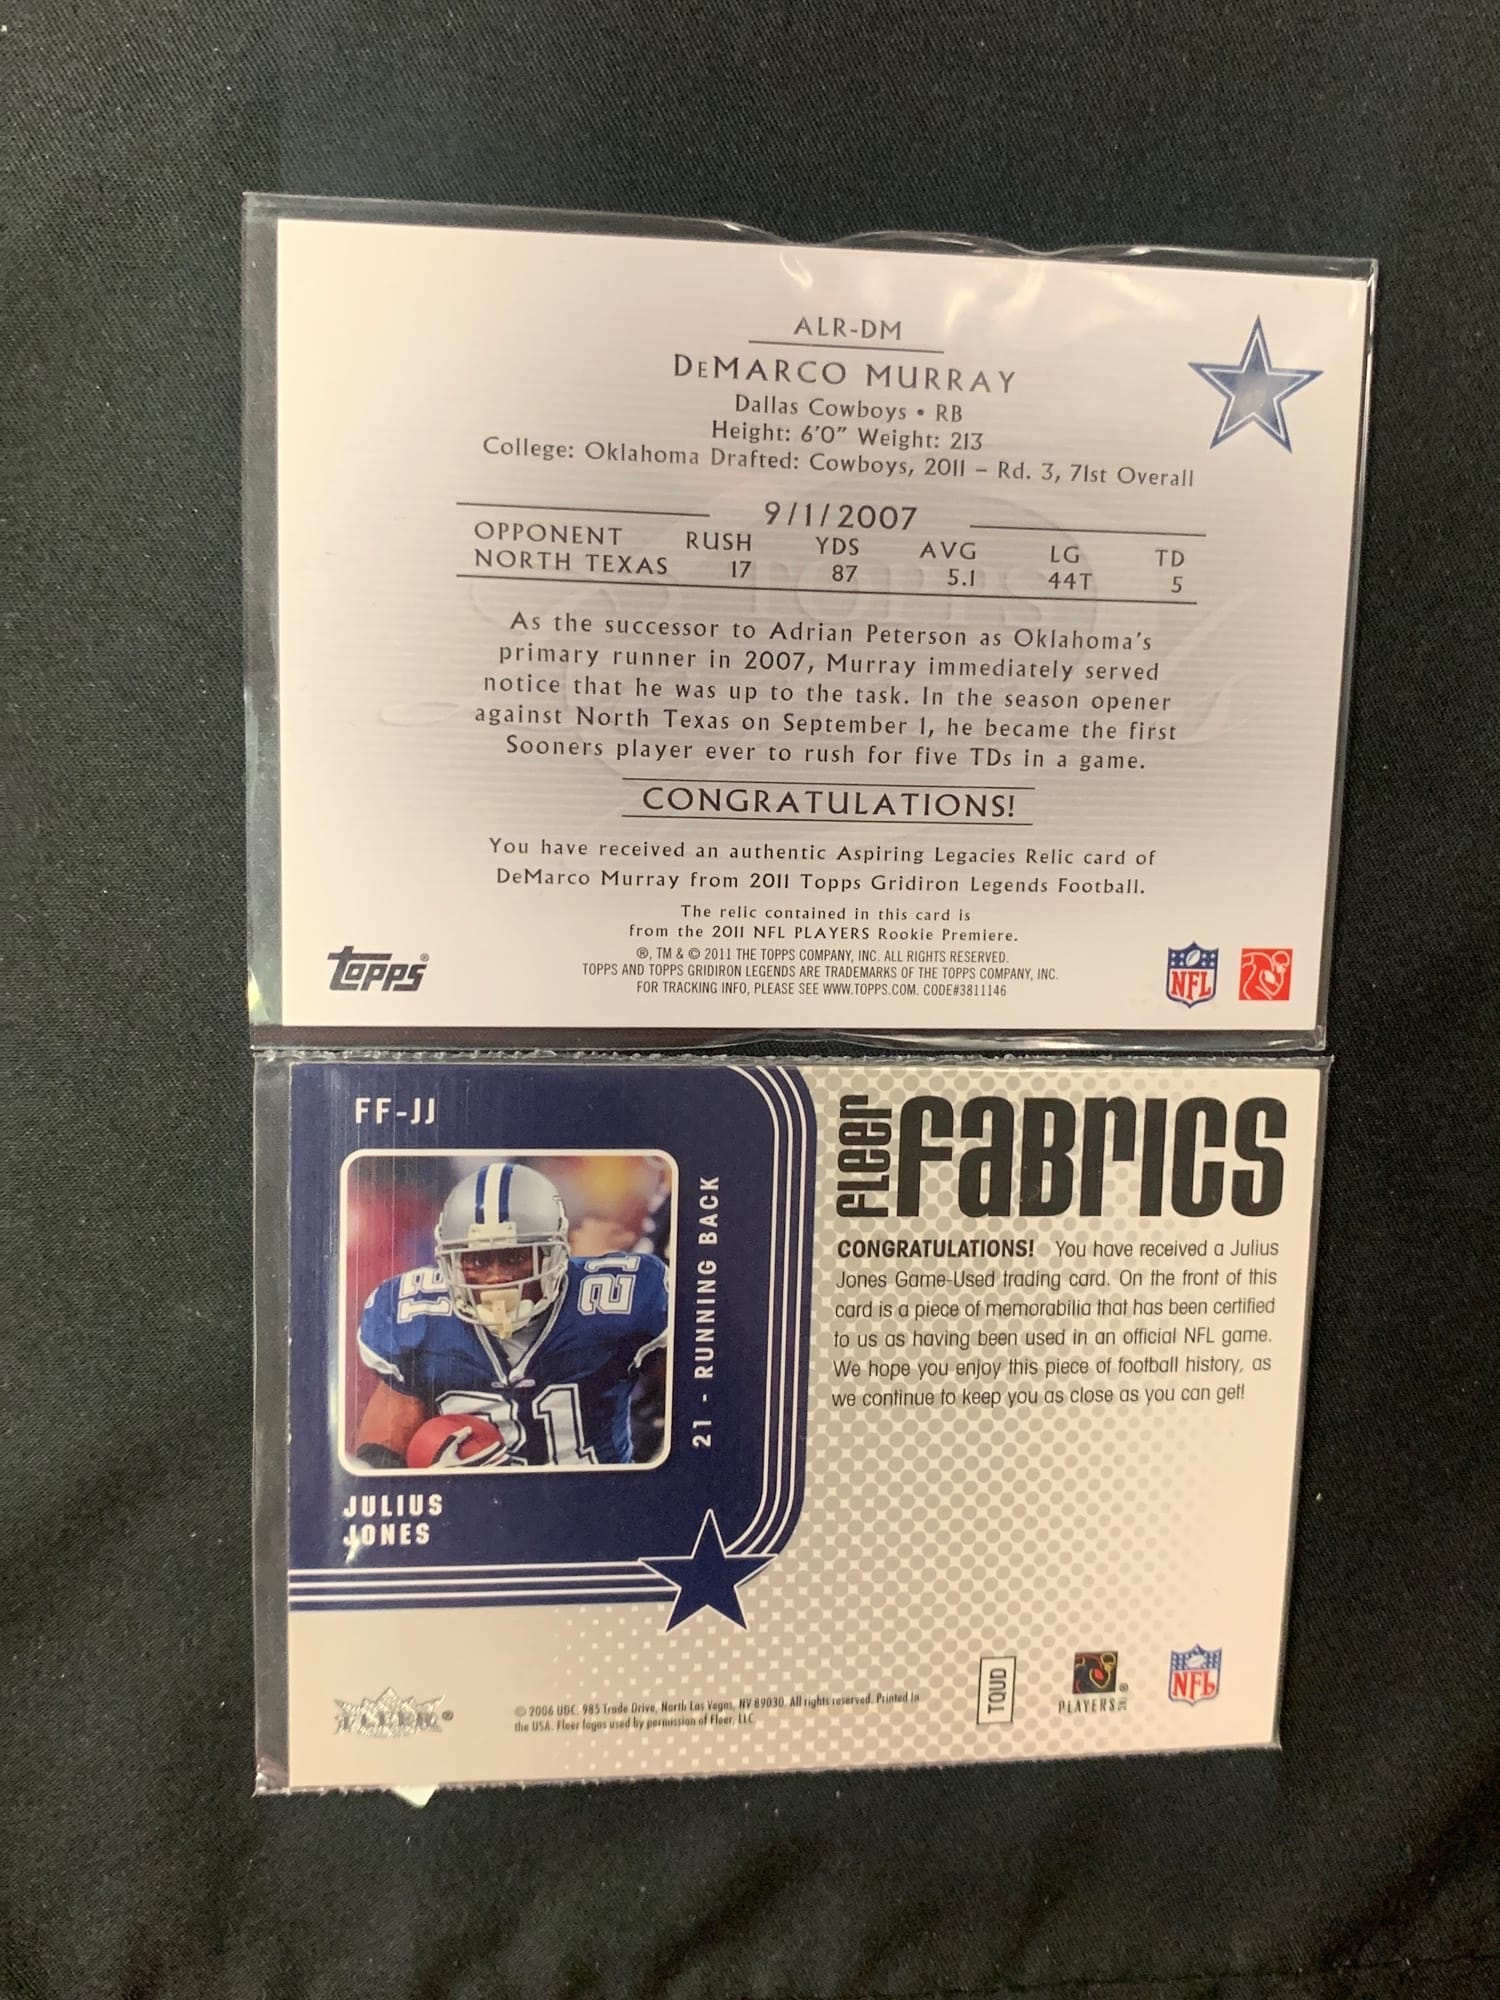 ALR-DM
DeMARCO MURRAY
Dallas Cowboys • RB
Height: 6'0" Weight: 213
College: Oklahoma Drafted: Cowboys, 2011 – Rd. 3, 71st Overall
9/1/2007
OPPONENT RUSH YDS AVG LG TD
NORTH TEXAS 17 87 5.1 44T 5
As the successor to Adrian Peterson as Oklahoma's
primary runner in 2007, Murray immediately served
notice that he was up to the task. In the season opener
against North Texas on September 1, he became the first
Sooners player ever to rush for five TDs in a game.
CONGRATULATIONS!
You have received an authentic Aspiring Legacies Relic card of
DeMarco Murray from 2011 Topps Gridiron Legends Football.
The relic contained in this card is
from the 2011 NFL PLAYERS Rookie Premiere.
®, TM & © 2011 THE TOPPS COMPANY, INC. ALL RIGHTS RESERVED.
TOPPS AND TOPPS GRIDIRON LEGENDS ARE TRADEMARKS OF THE TOPPS COMPANY, INC.
FOR TRACKING INFO, PLEASE SEE WWW.TOPPS.COM. CODE#3811146
Topps®
NFL
FF-JJ
21
21
21
21 - RUNNING BACK
JULIUS
JONES
FLEER FABRICS
CONGRATULATIONS! You have received a Julius
Jones Game-Used trading card. On the front of this
card is a piece of memorabilia that has been certified
to us as having been used in an official NFL game.
We hope you enjoy this piece of football history, as
we continue to keep you as close as you can get!
FLEER®
© 2006 UDC. 985 Trade Drive, North Las Vegas, NV 89030. All rights reserved. Printed in
the USA. Fleer logos used by permission of Fleer, LLC
TQUD
PLAYERS INC
®
NFL